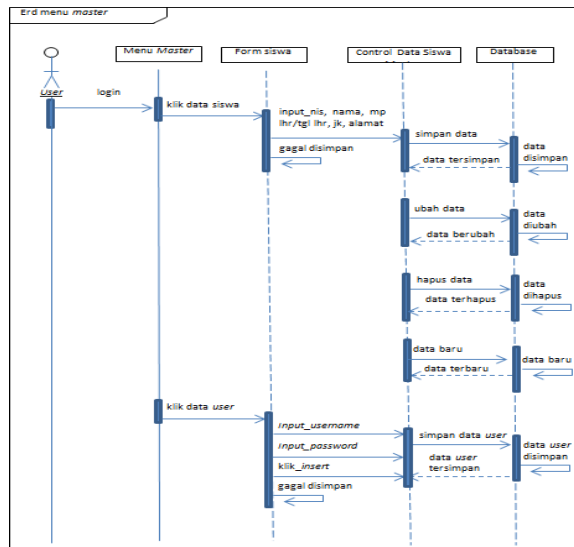 Erd menu master
Menu Master
Form siswa
Control Data Siswa
Database
User
login
klik data siswa
input_nis, nama, mp
lhr/tgl lhr, jk, alamat
gagal disimpan
simpan data
data tersimpan
data
disimpan
ubah data
data berubah
data
diubah
hapus data
data terhapus
data
dihapus
data baru
data terbaru
data baru
klik data user
input_username
input_password
klik_insert
gagal disimpan
simpan data user
data user
tersimpan
data user
disimpan